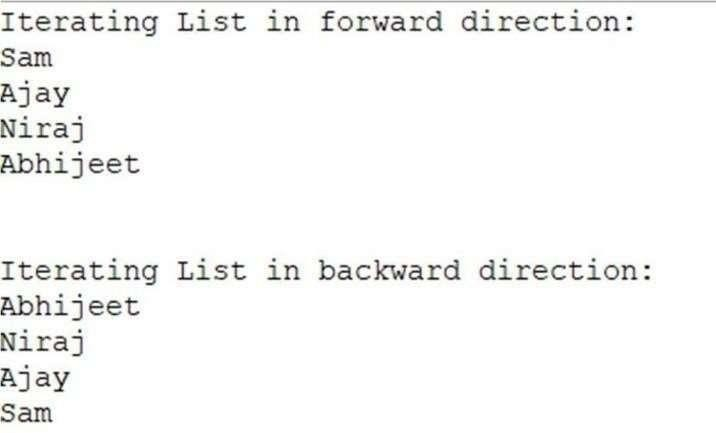 Iterating List in forward direction:
Sam
Ajay
Niraj
Abhijeet
Iterating List in backward direction:
Abhijeet
Niraj
Ajay
Sam